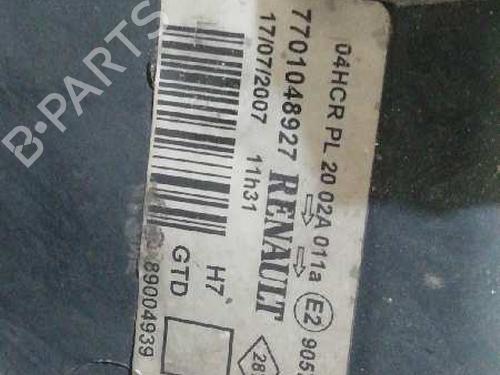 B-PARTS
04HCR PL 20 02A 011a E2
7701048927 RENAULT
17/07/2007 11h31
H7
GTD
89004939